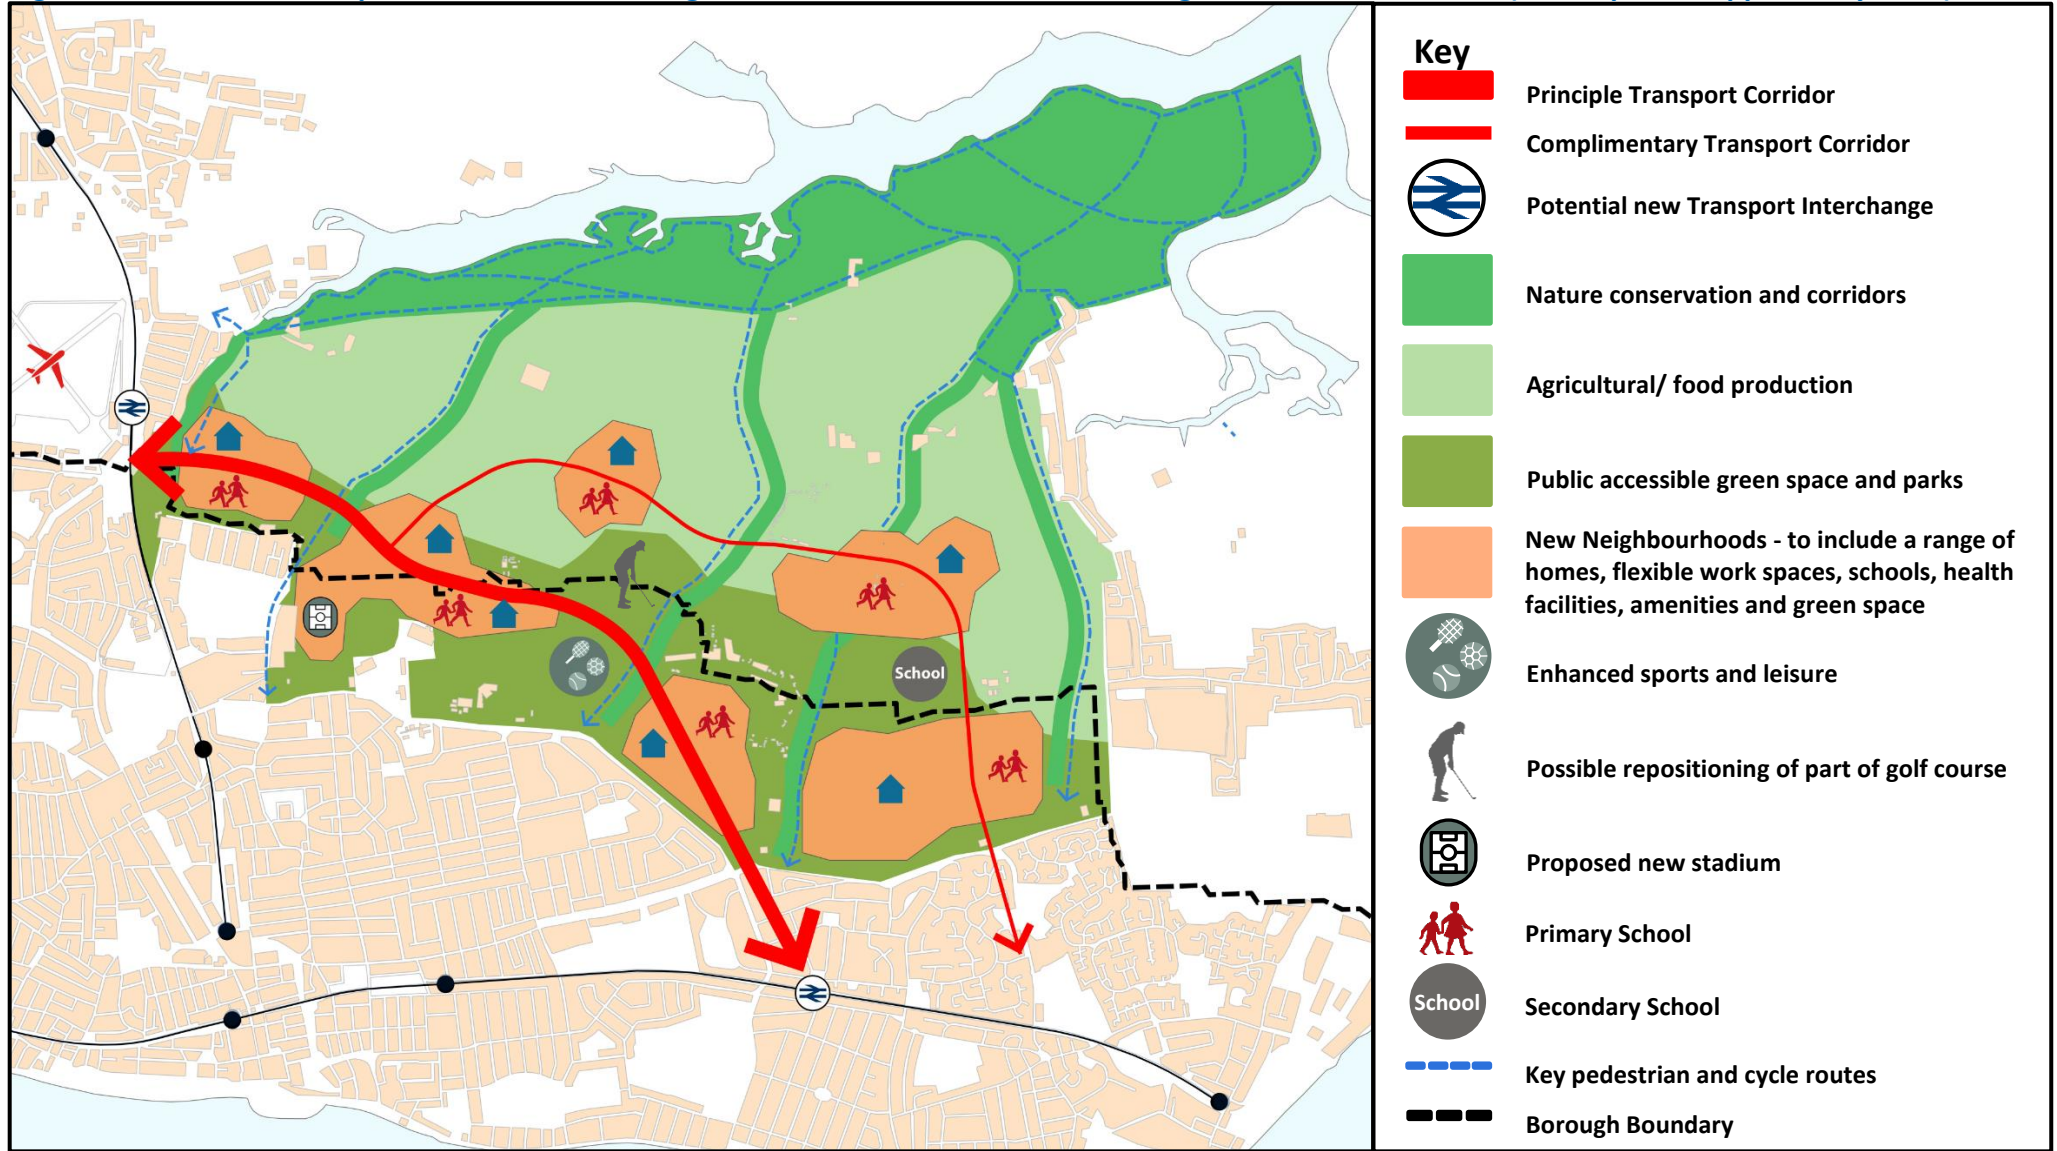 Key
Principle Transport Corridor
Complimentary Transport Corridor
Potential new Transport Interchange
Nature conservation and corridors
Agricultural/ food production
Public accessible green space and parks
New Neighbourhoods - to include a range of
homes, flexible work spaces, schools, health
facilities, amenities and green space
Enhanced sports and leisure
Possible repositioning of part of golf course
Proposed new stadium
Primary School
School
Secondary School
Key pedestrian and cycle routes
Borough Boundary
School